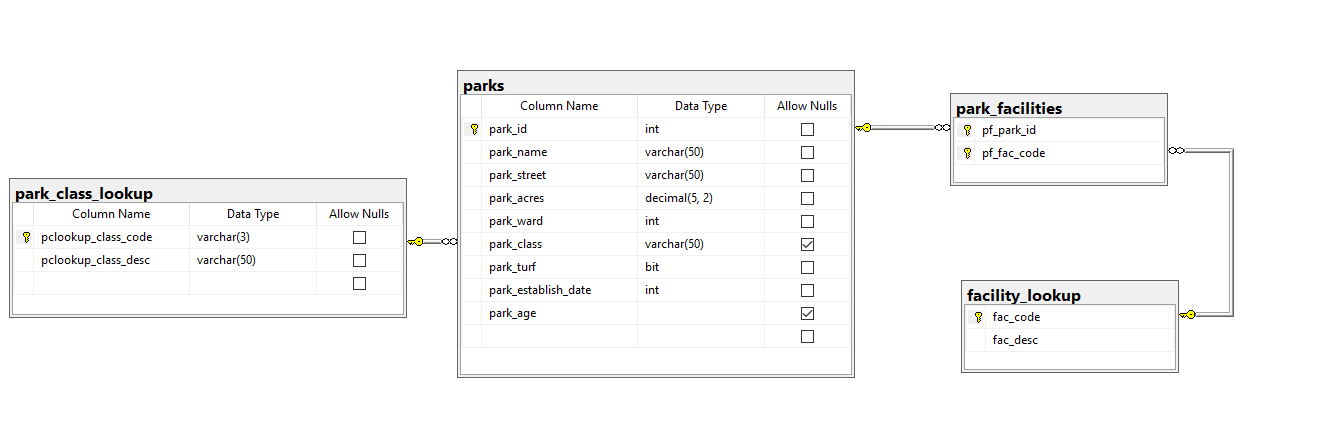 park_class_lookup
Column Name Data Type Allow Nulls
pclookup_class_code varchar(3)
pclookup_class_desc varchar(50)
parks
Column Name Data Type Allow Nulls
park_id int
park_name varchar(50)
park_street varchar(50)
park_acres decimal(5, 2)
park_ward int
park_class varchar(50)
park_turf bit
park_establish_date int
park_age
park_facilities
pf_park_id
pf_fac_code
facility_lookup
fac_code
fac_desc